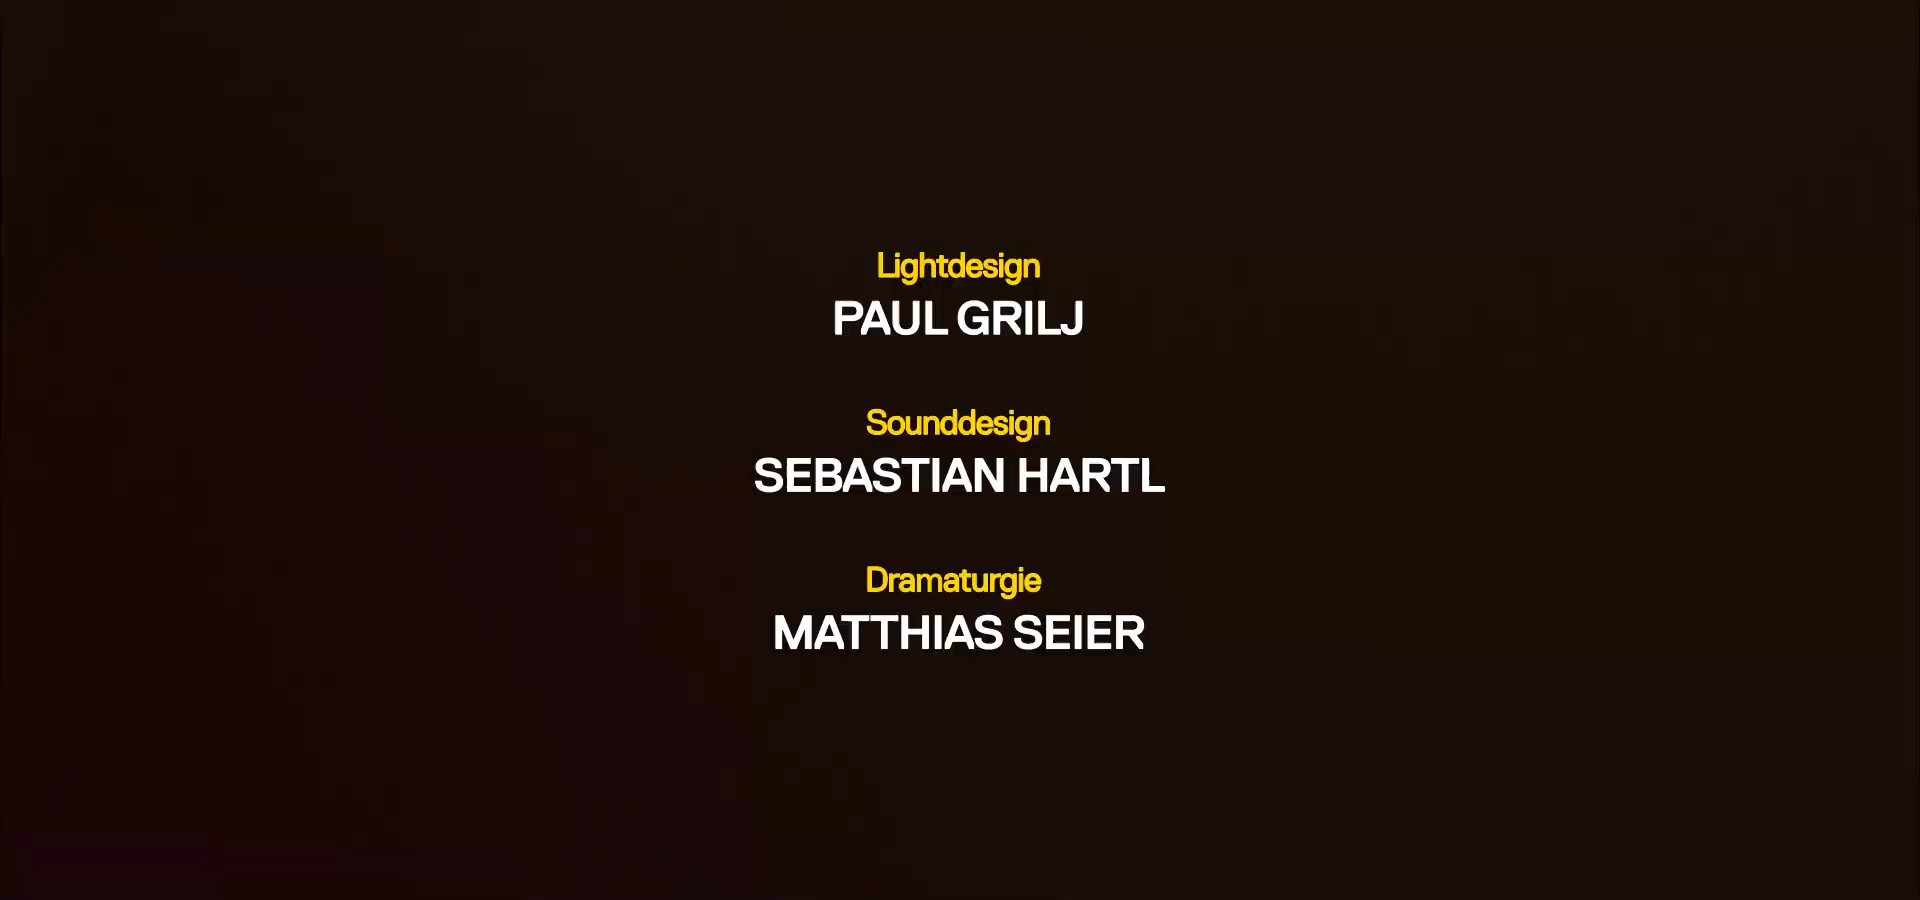 Lightdesign
PAUL GRILJ
Sounddesign
SEBASTIAN HARTL
Dramaturgie
MATTHIAS SEIER